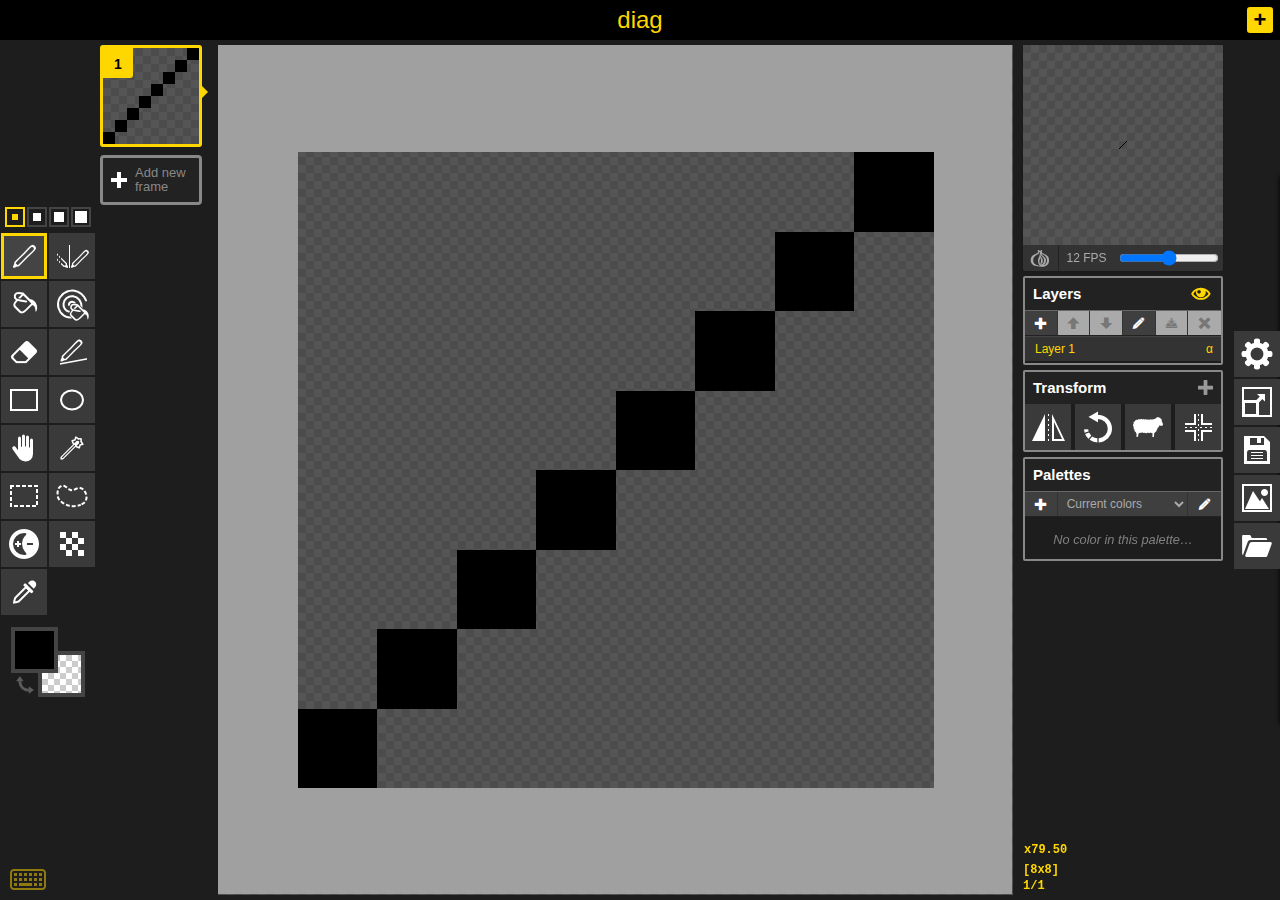 diag
1
Add new
frame
12 FPS
Layers
Layer 1
α
Transform
Palettes
Current colors
No color in this palette…
x79.50
[8x8]
1/1